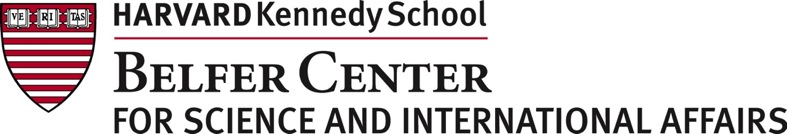 VE RI TAS
HARVARD Kennedy School
BELFER CENTER
FOR SCIENCE AND INTERNATIONAL AFFAIRS